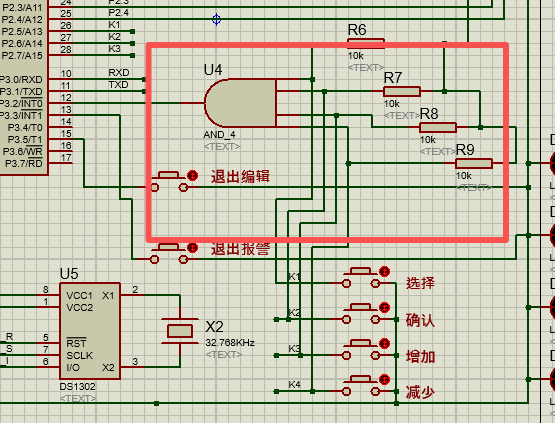 P2.3/A11 24 P2.3
P2.4/A12 25 P2.4
P2.5/A13 26 K1
P2.6/A14 27 K2
P2.7/A15 28 K3
P3.0/RXD 10 RXD
P3.1/TXD 11 TXD
P3.2/INT0 12
P3.3/INT1 13
P3.4/T0 14
P3.5/T1 15
P3.6/WR 16
P3.7/RD 17
R6
10k
<TEXT>
U4
AND_4
<TEXT>
R7
10k
<TEXT>
R8
10k
<TEXT>
R9
10k
<TEXT>
退出编辑
退出报警
K1 选择
K2 确认
K3 增加
K4 减少
U5
8 VCC1 X1 2
1 VCC2
5 RST
7 SCLK
6 I/O X2 3
DS1302
<TEXT>
X2
32.768KHz
<TEXT>